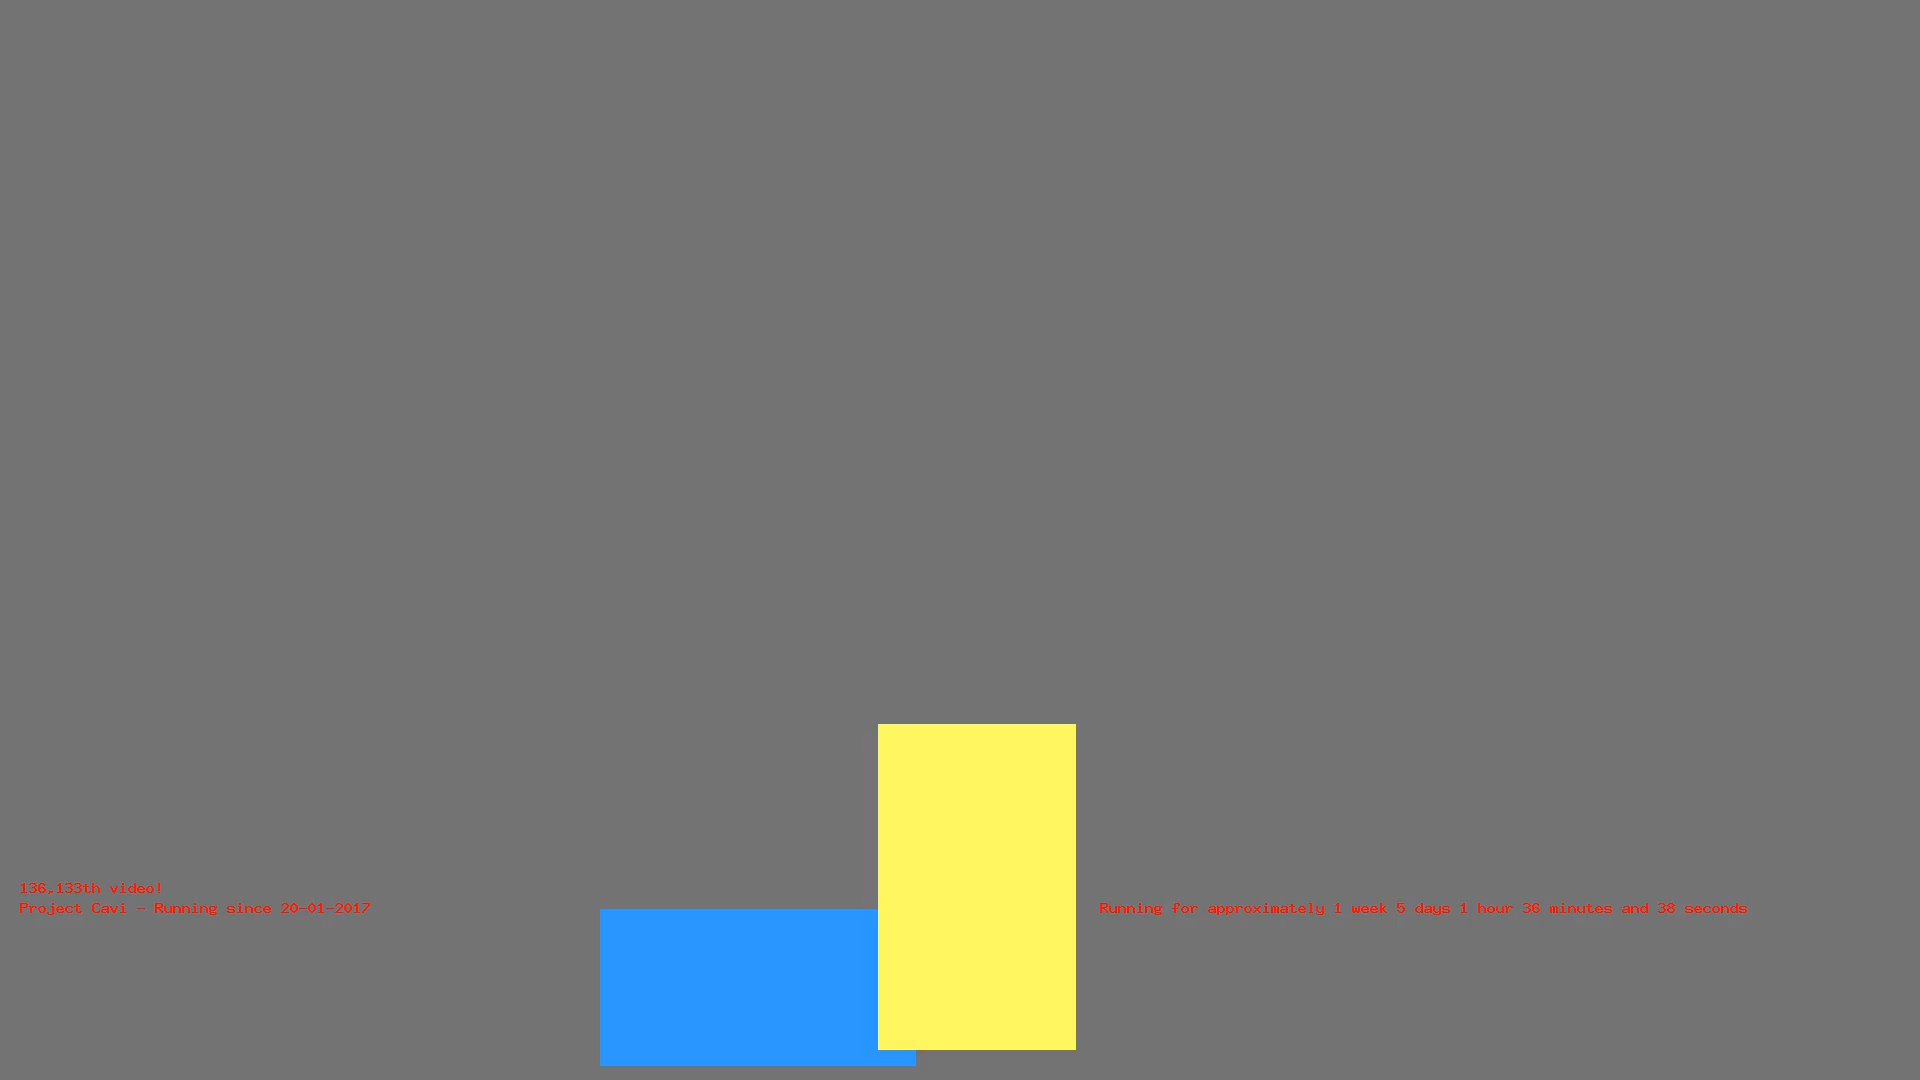 136,133th video!
Project Cavi - Running since 20-01-2017
Running for approximately 1 week 5 days 1 hour 36 minutes and 38 seconds